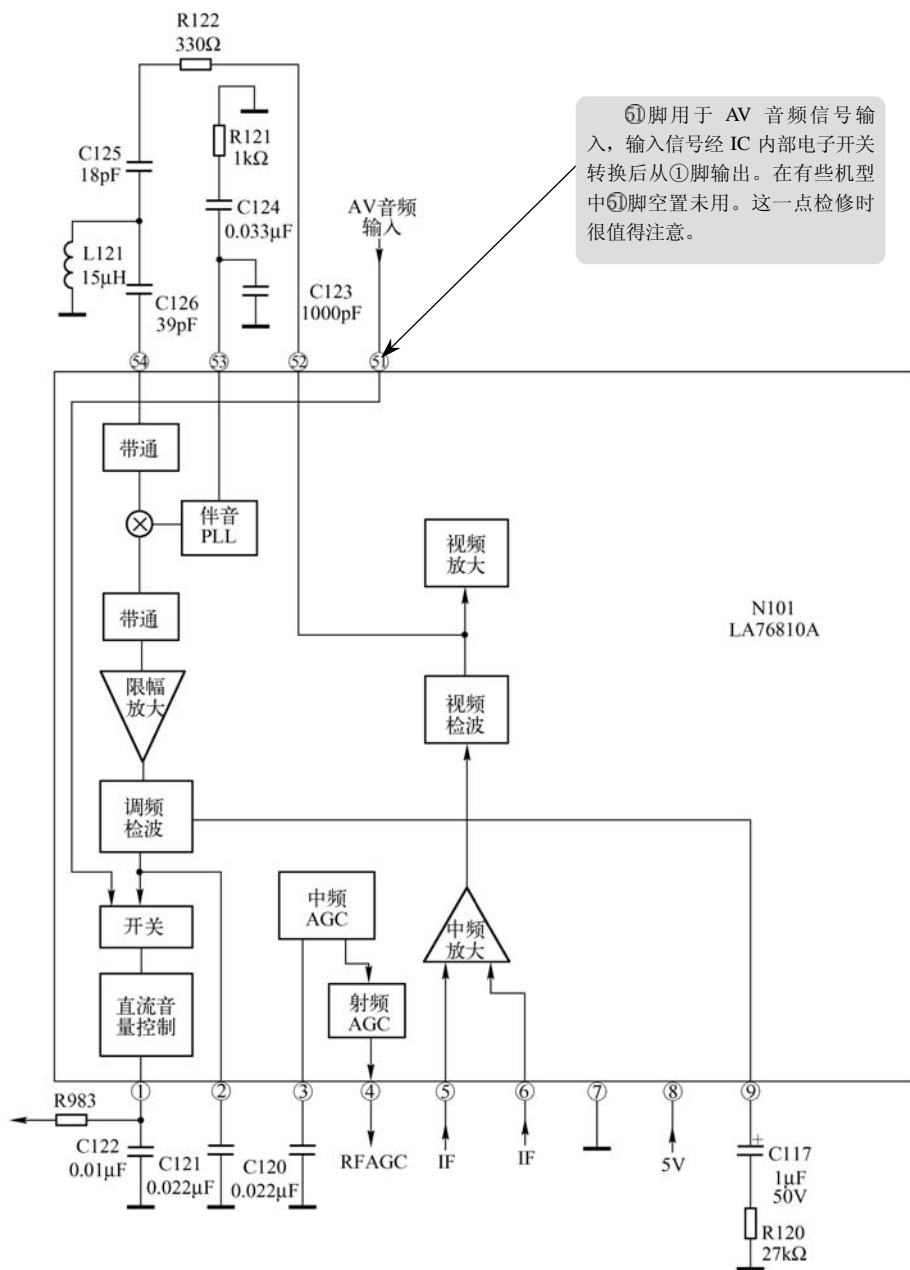 R122
330Ω
R121
1kΩ
C125
18pF
C124
0.033μF
AV音频
输入
L121
15μH
C126
39pF
C123
1000pF
㊿脚用于 AV 音频信号输
入，输入信号经 IC 内部电子开关
转换后从①脚输出。在有些机型
中51脚空置未用。这一点检修时
很值得注意。
54
53
52
51
带通
伴音
PLL
视频
放大
N101
LA76810A
带通
限幅
放大
视频
检波
调频
检波
中频
AGC
中频
放大
开关
射频
AGC
直流音
量控制
①
②
③
④
⑤
⑥
⑦
⑧
⑨
R983
C122
0.01μF
C121
0.022μF
C120
0.022μF
RFAGC
IF
IF
5V
+
C117
1μF
50V
R120
27kΩ